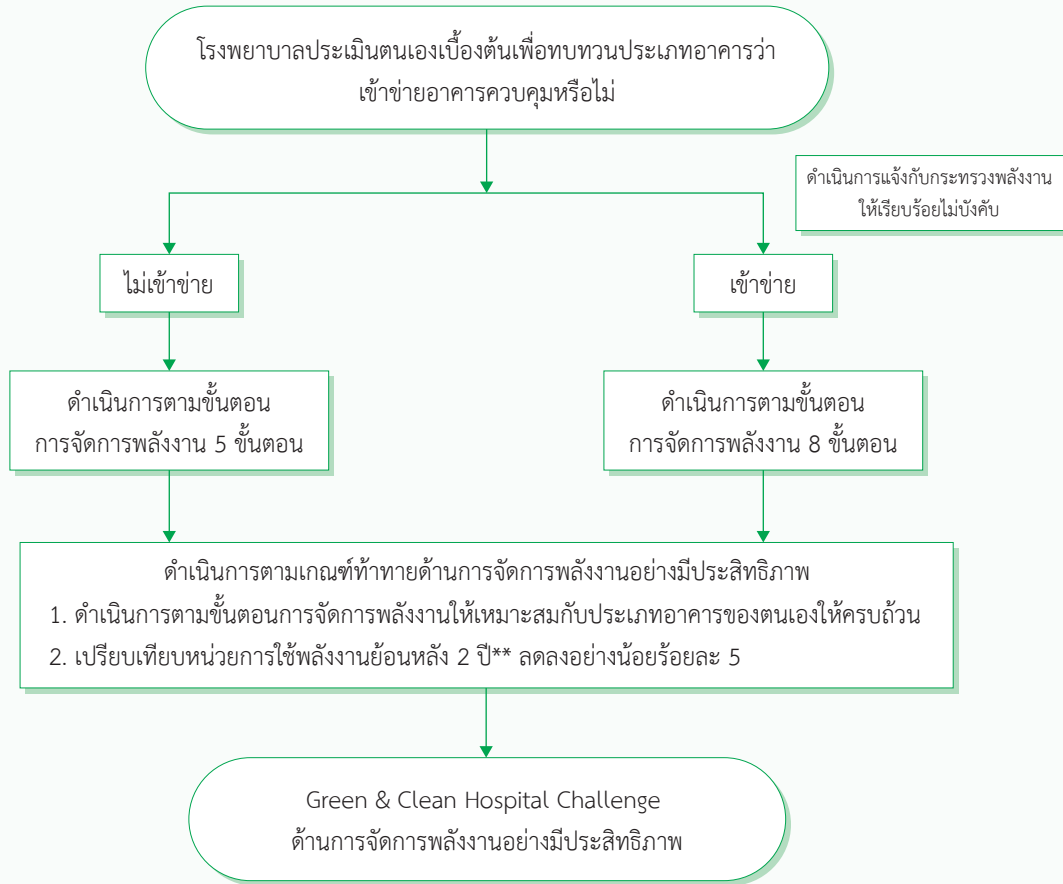 โรงพยาบาลประเมินตนเองเบื้องต้นเพื่อทบทวนประเภทอาคารว่า
เข้าข่ายอาคารควบคุมหรือไม่
ดำเนินการแจ้งกับกระทรวงพลังงาน
ให้เรียบร้อยไม่บังคับ
ไม่เข้าข่าย
เข้าข่าย
ดำเนินการตามขั้นตอน
การจัดการพลังงาน 5 ขั้นตอน
ดำเนินการตามขั้นตอน
การจัดการพลังงาน 8 ขั้นตอน
ดำเนินการตามเกณฑ์ท้าทายด้านการจัดการพลังงานอย่างมีประสิทธิภาพ
1. ดำเนินการตามขั้นตอนการจัดการพลังงานให้เหมาะสมกับประเภทอาคารของตนเองให้ครบถ้วน
2. เปรียบเทียบหน่วยการใช้พลังงานย้อนหลัง 2 ปี** ลดลงอย่างน้อยร้อยละ 5
Green & Clean Hospital Challenge
ด้านการจัดการพลังงานอย่างมีประสิทธิภาพ